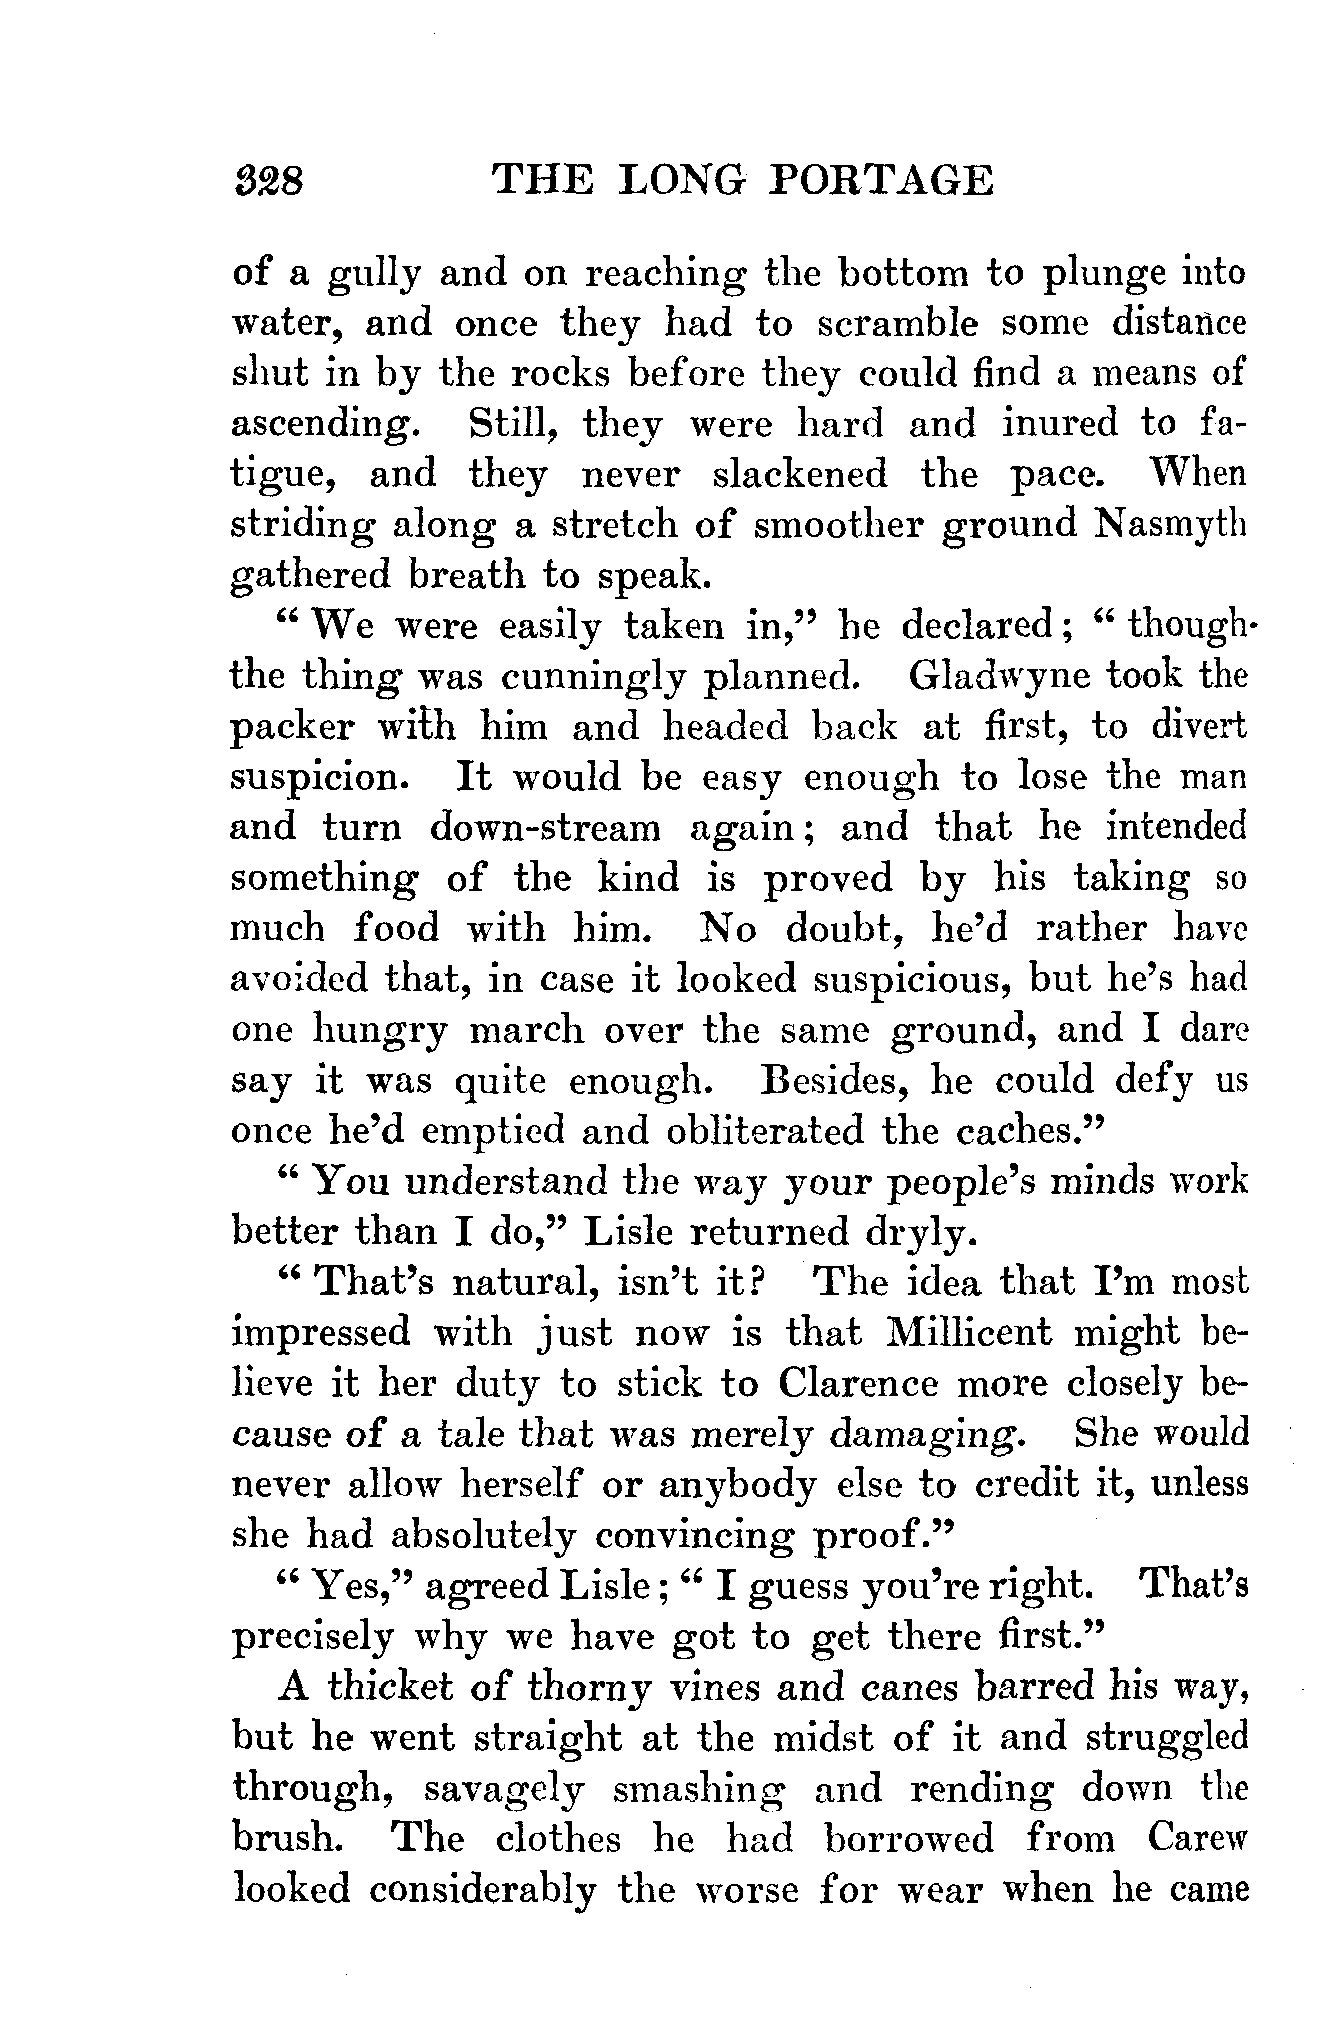 328 THE LONG PORTAGE
of a gully and on reaching the bottom to plunge into
water, and once they had to scramble some distance
shut in by the rocks before they could find a means of
ascending. Still, they were hard and inured to fa-
tigue, and they never slackened the pace. When
striding along a stretch of smoother ground Nasmyth
gathered breath to speak.
“ We were easily taken in,” he declared ; “ though
the thing was cunningly planned. Gladwyne took the
packer with him and headed back at first, to divert
suspicion. It would be easy enough to lose the man
and turn down-stream again ; and that he intended
something of the kind is proved by his taking so
much food with him. No doubt, he’d rather have
avoided that, in case it looked suspicious, but he’s had
one hungry march over the same ground, and I dare
say it was quite enough. Besides, he could defy us
once he’d emptied and obliterated the caches.”
“ You understand the way your people’s minds work
better than I do,” Lisle returned dryly.
“ That’s natural, isn’t it? The idea that I’m most
impressed with just now is that Millicent might be-
lieve it her duty to stick to Clarence more closely be-
cause of a tale that was merely damaging. She would
never allow herself or anybody else to credit it, unless
she had absolutely convincing proof.”
“ Yes,” agreed Lisle ; “ I guess you’re right. That’s
precisely why we have got to get there first.”
A thicket of thorny vines and canes barred his way,
but he went straight at the midst of it and struggled
through, savagely smashing and rending down the
brush. The clothes he had borrowed from Carew
looked considerably the worse for wear when he came